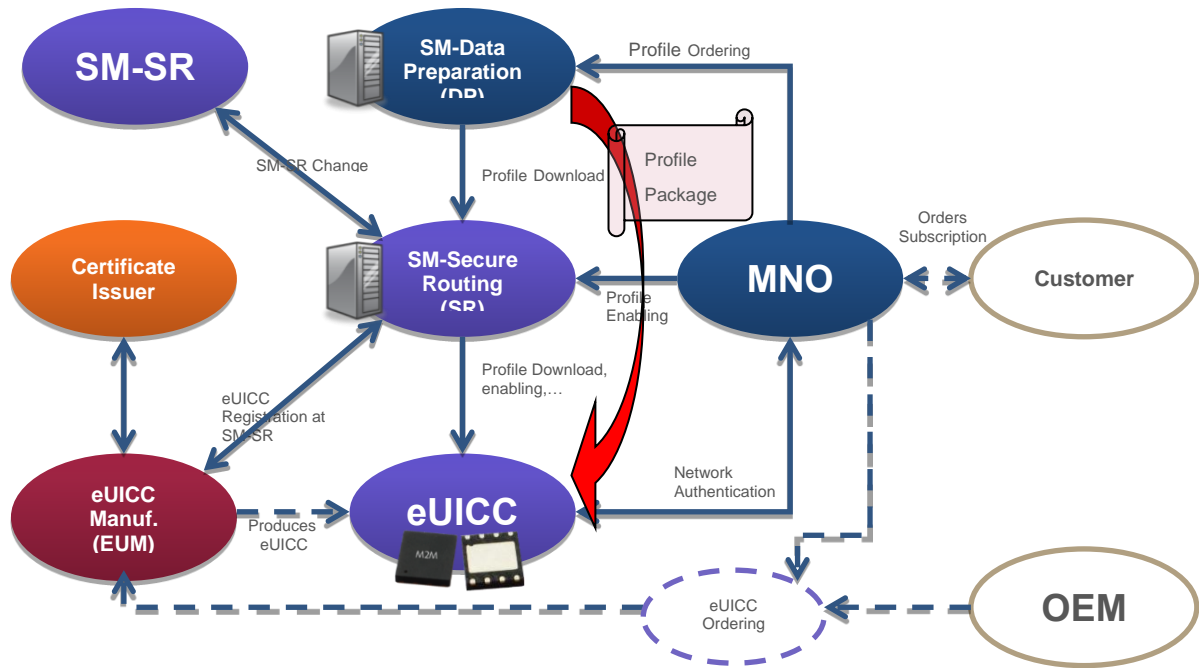 SM-SR
SM-Data
Preparation
(DP)
Profile Ordering
SM-SR Change
Profile Download
Profile
Package
Orders
Subscription
Certificate
Issuer
SM-Secure
Routing
(SR)
MNO
Customer
Profile
Enabling
eUICC
Registration at
SM-SR
Profile Download,
enabling,...
Network
Authentication
eUICC
Manuf.
(EUM)
Produces
eUICC
eUICC
M2M
eUICC
Ordering
OEM